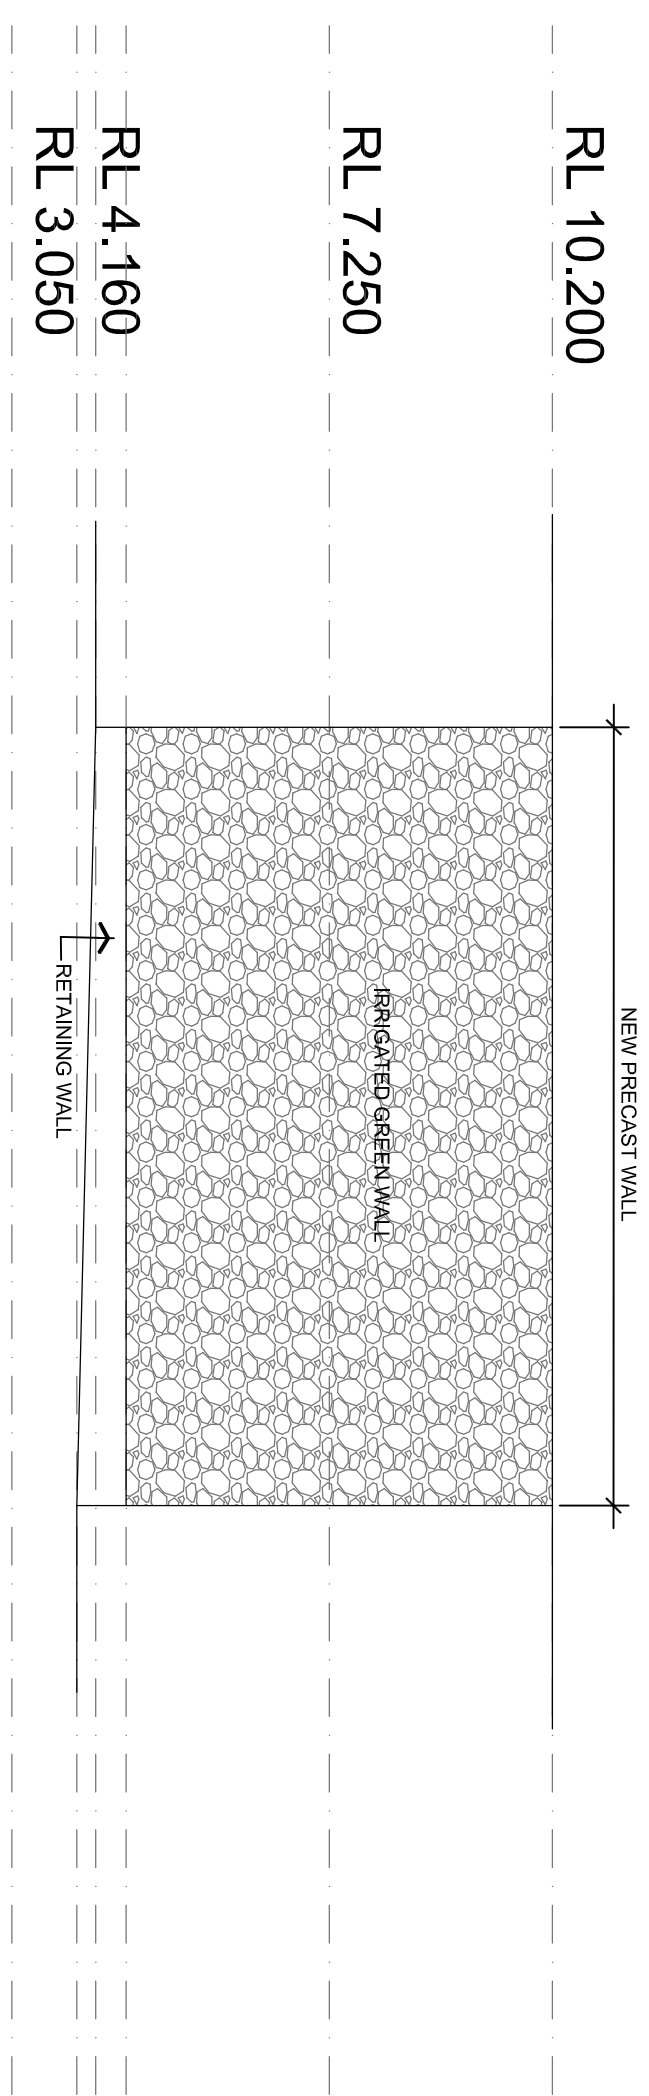 NEW PRECAST WALL
RL 10.200
RL 7.250
IRRIGATED GREEN WALL
RL 4.160
RL 3.050
RETAINING WALL